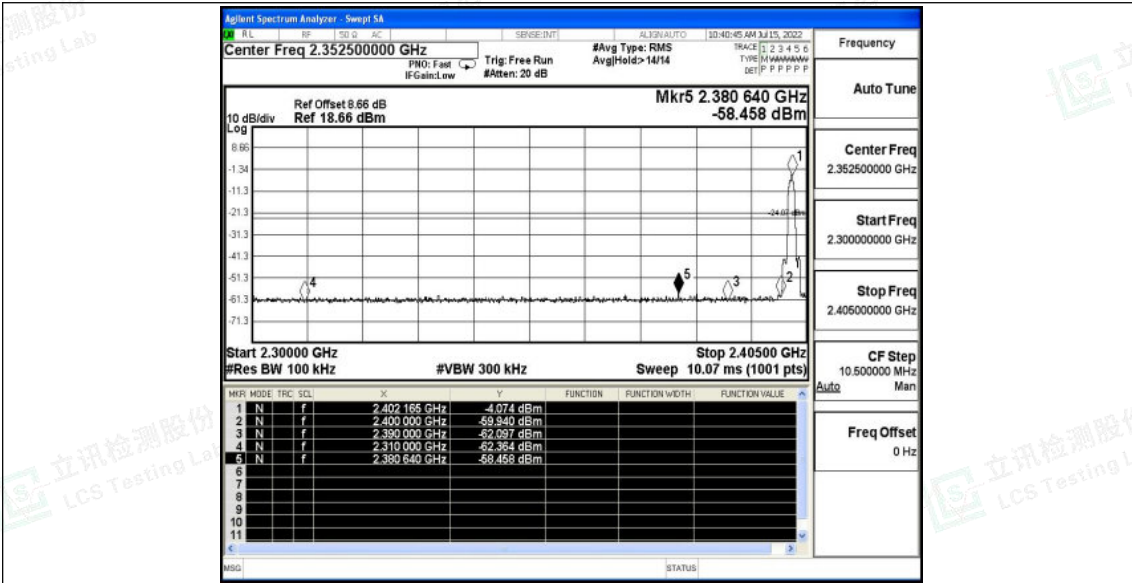 Agilent Spectrum Analyzer - Swept SA
RL RF 50 Ω AC SENSE:INT ALIGNAUTO 10:40:45 AM Jul 15, 2022
Center Freq 2.352500000 GHz
PNO: Fast
IFGain:Low
Trig: Free Run
#Atten: 20 dB
#Avg Type: RMS
Avg|Hold:>14/14
TRACE 1 2 3 4 5 6
TYPE M
DET P P P P P P
Mkr5 2.380 640 GHz
-58.458 dBm
Ref Offset 8.66 dB
10 dB/div Ref 18.66 dBm
Log
8.66
-1.34
-11.3
-21.3
-31.3
-41.3
-51.3
-61.3
-71.3
-24.07 dBm
1
2
3
4
5
Start 2.30000 GHz Stop 2.40500 GHz
#Res BW 100 kHz #VBW 300 kHz Sweep 10.07 ms (1001 pts)
MKR MODE TRC SCL X Y FUNCTION FUNCTION WIDTH FUNCTION VALUE
1 N f 2.402 165 GHz -4.074 dBm
2 N f 2.400 000 GHz -59.940 dBm
3 N f 2.390 000 GHz -62.097 dBm
4 N f 2.310 000 GHz -62.364 dBm
5 N f 2.380 640 GHz -58.458 dBm
6
7
8
9
10
11
MSG STATUS
Frequency
Auto Tune
Center Freq
2.352500000 GHz
Start Freq
2.300000000 GHz
Stop Freq
2.405000000 GHz
CF Step
10.500000 MHz
Auto Man
Freq Offset
0 Hz
立讯检测股份
LCS Testing Lab
立讯检测股份
LCS Testing L
测股份
sting Lab